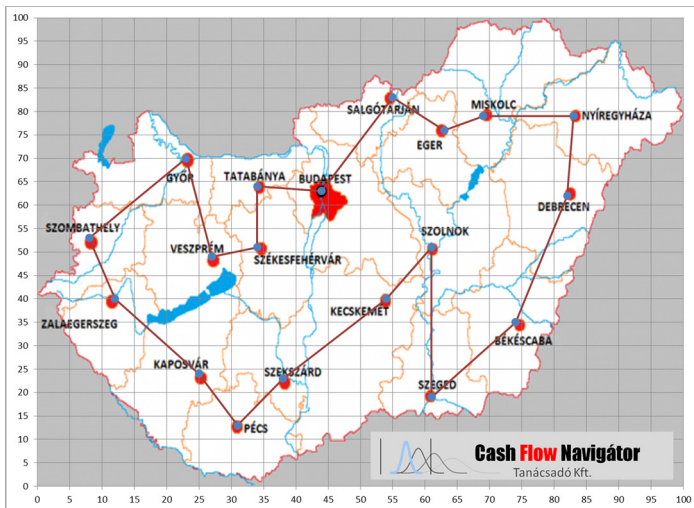 100
95
90
85
80
75
70
65
60
55
50
45
40
35
30
25
20
15
10
5
0
SALGÓTARJÁN
MISKOLC
NYÍREGYHÁZA
EGER
GYŐR
TATABÁNYA
BUDAPEST
DEBRECEN
SZOMBATHELY
VESZPRÉM
SZÉKESFEHÉRVÁR
SZOLNOK
ZALAEGERSZEG
KECSKEMÉT
BÉKÉSCABA
KAPOSVÁR
SZEKSZÁRD
SZEGED
PÉCS
Cash Flow Navigátor
Tanácsadó Kft.
0 5 10 15 20 25 30 35 40 45 50 55 60 65 70 75 80 85 90 95 100